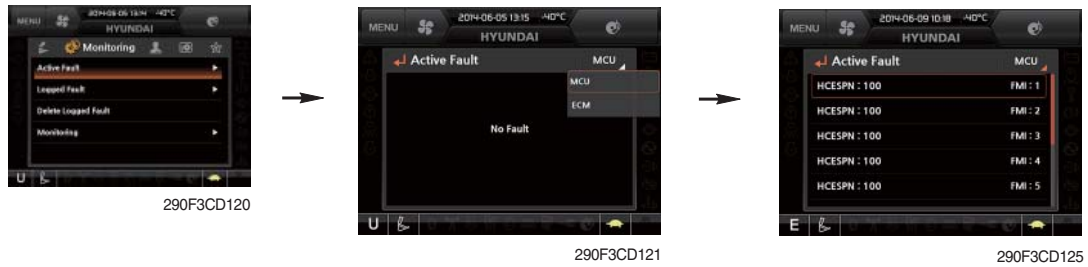 MENU 2014-06-05 13:14 -40°C
HYUNDAI
Monitoring
Active Fault
Logged Fault
Delete Logged Fault
Monitoring
U
290F3CD120
MENU 2014-06-05 13:15 -40°C
HYUNDAI
Active Fault MCU
MCU
ECM
No Fault
U
290F3CD121
MENU 2014-06-09 10:18 -40°C
HYUNDAI
Active Fault MCU
HCESPN : 100 FMI : 1
HCESPN : 100 FMI : 2
HCESPN : 100 FMI : 3
HCESPN : 100 FMI : 4
HCESPN : 100 FMI : 5
E
290F3CD125